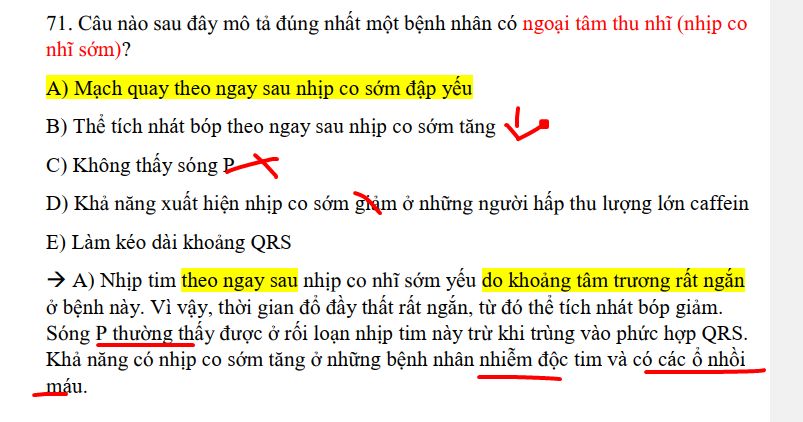 71. Câu nào sau đây mô tả đúng nhất một bệnh nhân có ngoại tâm thu nhĩ (nhịp co
nhĩ sớm)?
A) Mạch quay theo ngay sau nhịp co sớm đập yếu
B) Thể tích nhát bóp theo ngay sau nhịp co sớm tăng
C) Không thấy sóng P
D) Khả năng xuất hiện nhịp co sớm giảm ở những người hấp thu lượng lớn caffein
E) Làm kéo dài khoảng QRS
→ A) Nhịp tim theo ngay sau nhịp co nhĩ sớm yếu do khoảng tâm trương rất ngắn
ở bệnh này. Vì vậy, thời gian đổ đầy thất rất ngắn, từ đó thể tích nhát bóp giảm.
Sóng P thường thấy được ở rối loạn nhịp tim này trừ khi trùng vào phức hợp QRS.
Khả năng có nhịp co sớm tăng ở những bệnh nhân nhiễm độc tim và có các ổ nhồi
máu.